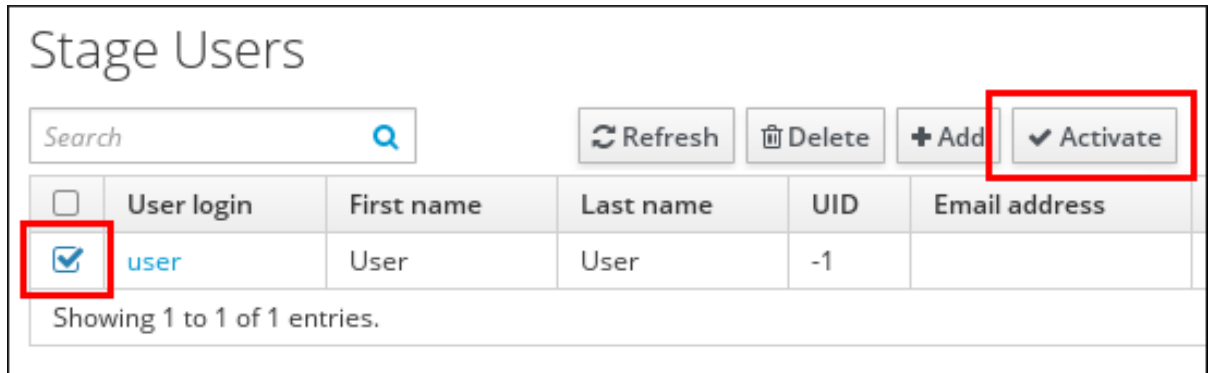 Stage Users
Search Refresh Delete Add Activate
User login First name Last name UID Email address
user User User -1
Showing 1 to 1 of 1 entries.